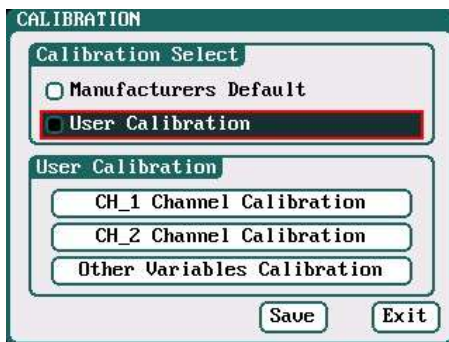 CALIBRATION
Calibration Select
Manufacturers Default
User Calibration
User Calibration
CH_1 Channel Calibration
CH_2 Channel Calibration
Other Variables Calibration
Save Exit